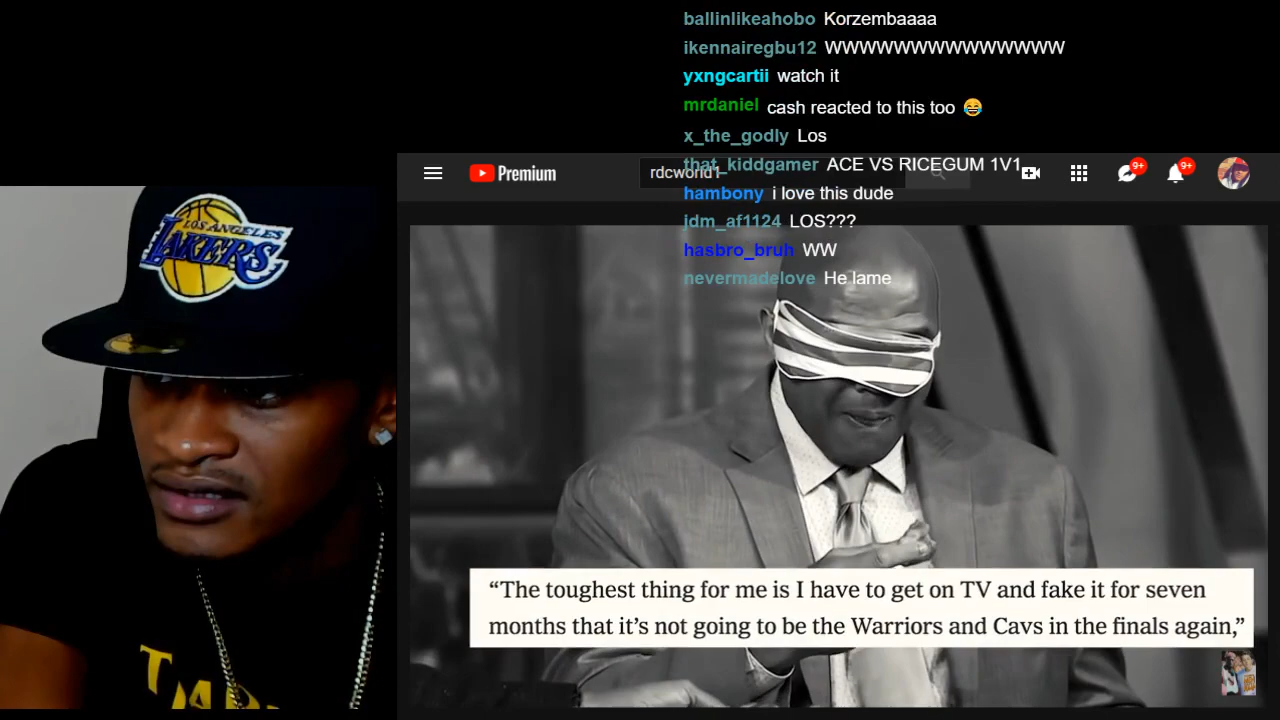 ballinlikeahobo Korzembaaaa
ikennairegbu12 WWWWWWWWWWWWWW
yxngcartii watch it
mrdaniel cash reacted to this too 😂
x_the_godly Los
that_kiddgamer ACE VS RICEGUM 1V1
hambony i love this dude
jdm_af1124 LOS???
hasbro_bruh WW
nevermadelove He lame
Premium
rdcworld1
9+
9+
LOS ANGELES
LAKERS
“The toughest thing for me is I have to get on TV and fake it for seven
months that it’s not going to be the Warriors and Cavs in the finals again,”